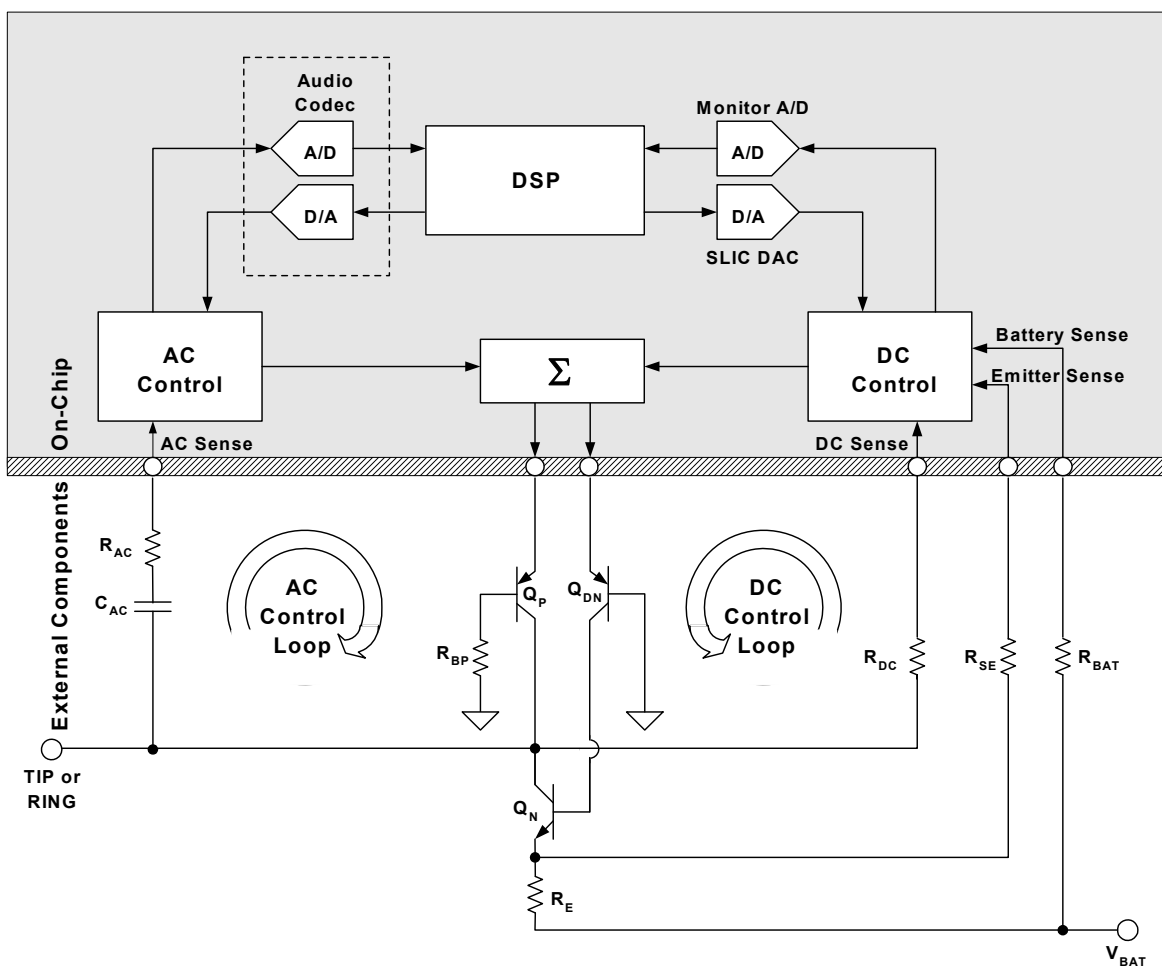 Audio
Codec
Monitor A/D
A/D
DSP
A/D
D/A
D/A
SLIC DAC
AC
Control
Σ
DC
Control
Battery Sense
Emitter Sense
AC Sense
DC Sense
On-Chip
External Components
R_AC
C_AC
AC
Control
Loop
R_BP
Q_P
Q_DN
DC
Control
Loop
R_DC
R_SE
R_BAT
TIP or
RING
Q_N
R_E
V_BAT